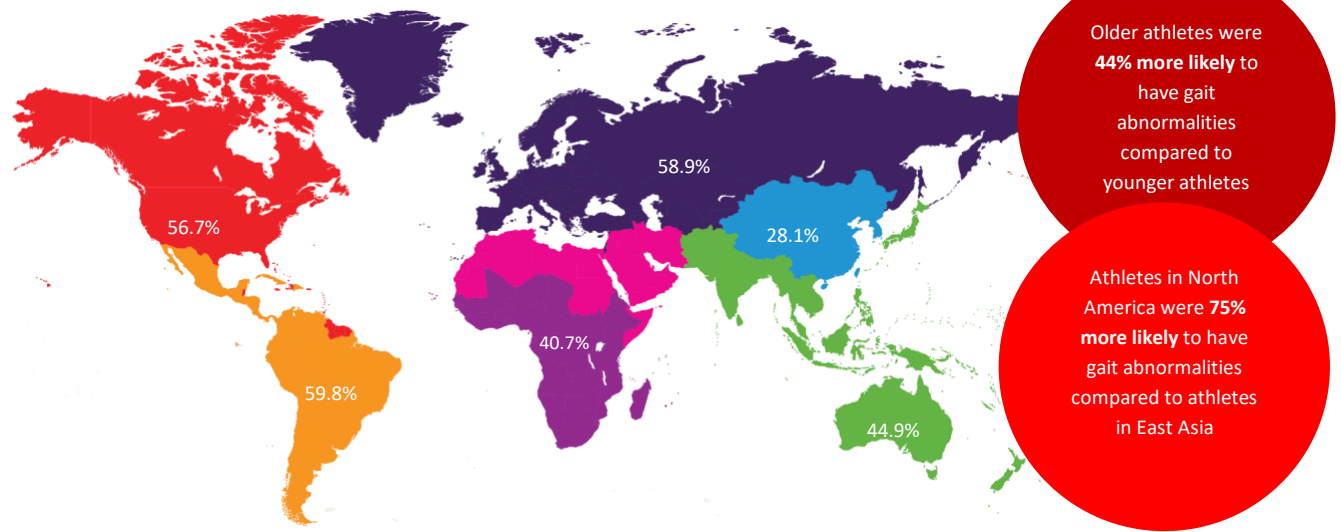 Older athletes were
44% more likely to
have gait
abnormalities
compared to
younger athletes
58.9%
56.7%
28.1%
40.7%
59.8%
44.9%
Athletes in North
America were 75%
more likely to have
gait abnormalities
compared to athletes
in East Asia